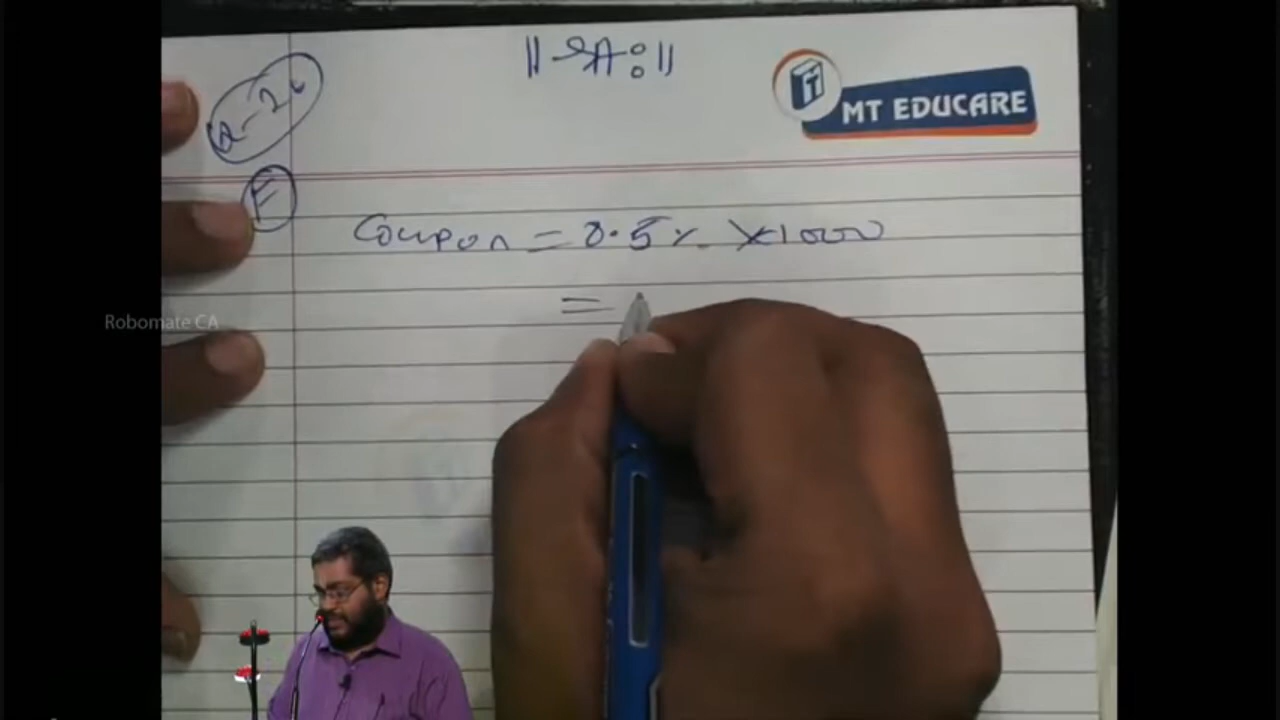 || श्रीः ||
MT EDUCARE
Q-26
F
Coupon = 8.5% × 1000
=
Robomate CA